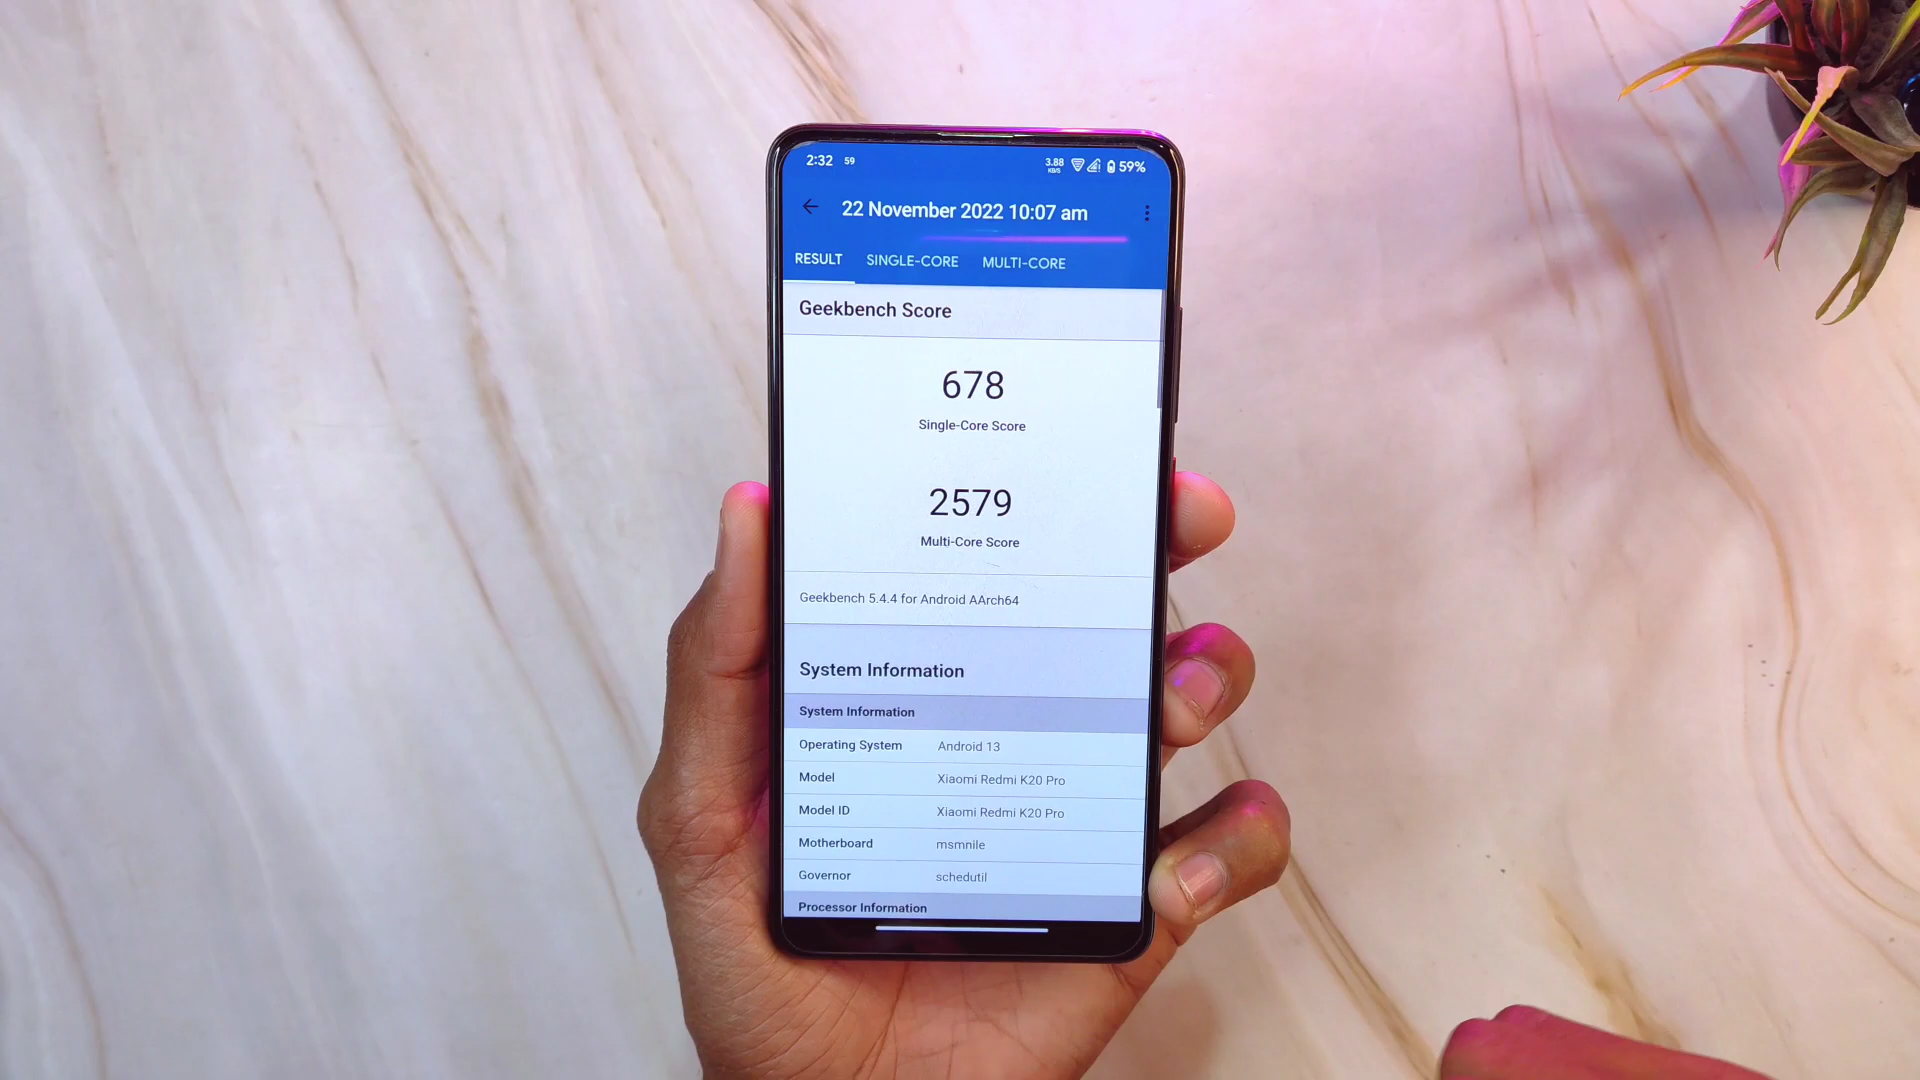 2:32 59 3.88 KB/S 59%
22 November 2022 10:07 am
RESULT SINGLE-CORE MULTI-CORE
Geekbench Score
678
Single-Core Score
2579
Multi-Core Score
Geekbench 5.4.4 for Android AArch64
System Information
System Information
Operating System Android 13
Model Xiaomi Redmi K20 Pro
Model ID Xiaomi Redmi K20 Pro
Motherboard msmnile
Governor schedutil
Processor Information